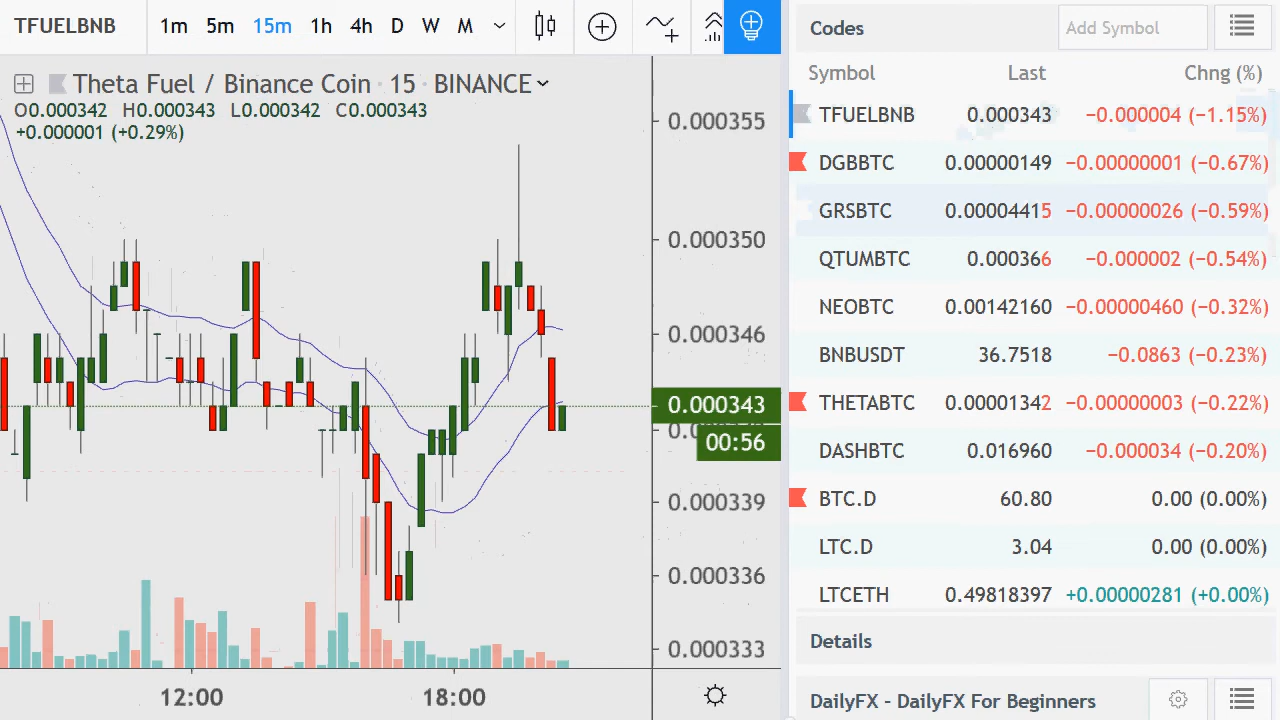 TFUELBNB 1m 5m 15m 1h 4h D W M
Theta Fuel / Binance Coin · 15 · BINANCE
O0.000342 H0.000343 L0.000342 C0.000343
+0.000001 (+0.29%)
0.000355
0.000350
0.000346
0.000343
00:56
0.000339
0.000336
0.000333
12:00 18:00
Codes Add Symbol
Symbol Last Chng (%)
TFUELBNB 0.000343 −0.000004 (−1.15%)
DGBBTC 0.00000149 −0.00000001 (−0.67%)
GRSBTC 0.00004415 −0.00000026 (−0.59%)
QTUMBTC 0.000366 −0.000002 (−0.54%)
NEOBTC 0.00142160 −0.00000460 (−0.32%)
BNBUSDT 36.7518 −0.0863 (−0.23%)
THETABTC 0.00001342 −0.00000003 (−0.22%)
DASHBTC 0.016960 −0.000034 (−0.20%)
BTC.D 60.80 0.00 (0.00%)
LTC.D 3.04 0.00 (0.00%)
LTCETH 0.49818397 +0.00000281 (+0.00%)
Details
DailyFX - DailyFX For Beginners